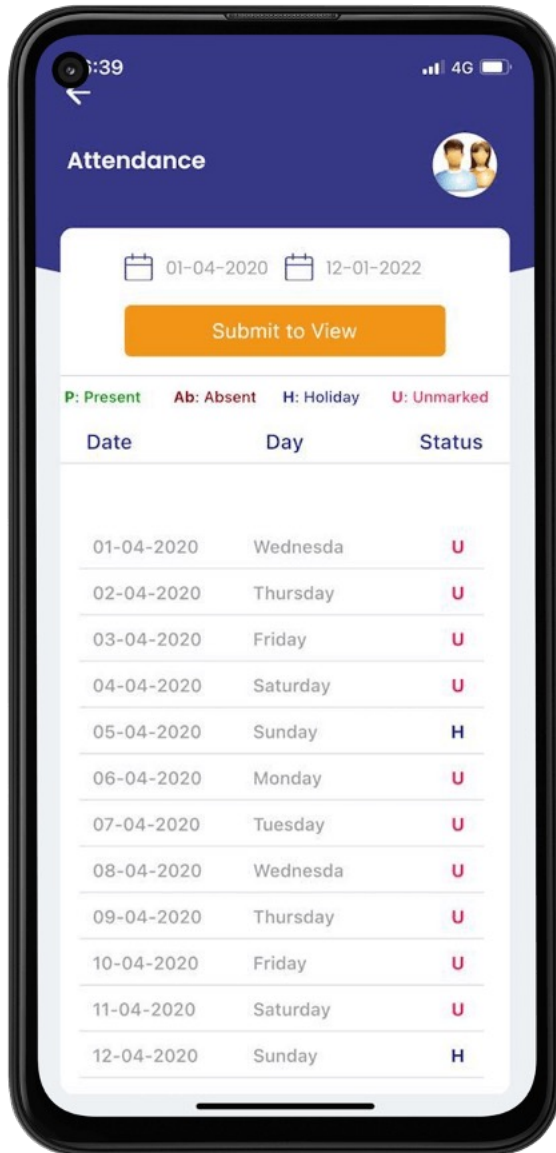 :39 4G
Attendance
01-04-2020 12-01-2022
Submit to View
P: Present Ab: Absent H: Holiday U: Unmarked
Date Day Status
01-04-2020 Wednesda U
02-04-2020 Thursday U
03-04-2020 Friday U
04-04-2020 Saturday U
05-04-2020 Sunday H
06-04-2020 Monday U
07-04-2020 Tuesday U
08-04-2020 Wednesda U
09-04-2020 Thursday U
10-04-2020 Friday U
11-04-2020 Saturday U
12-04-2020 Sunday H